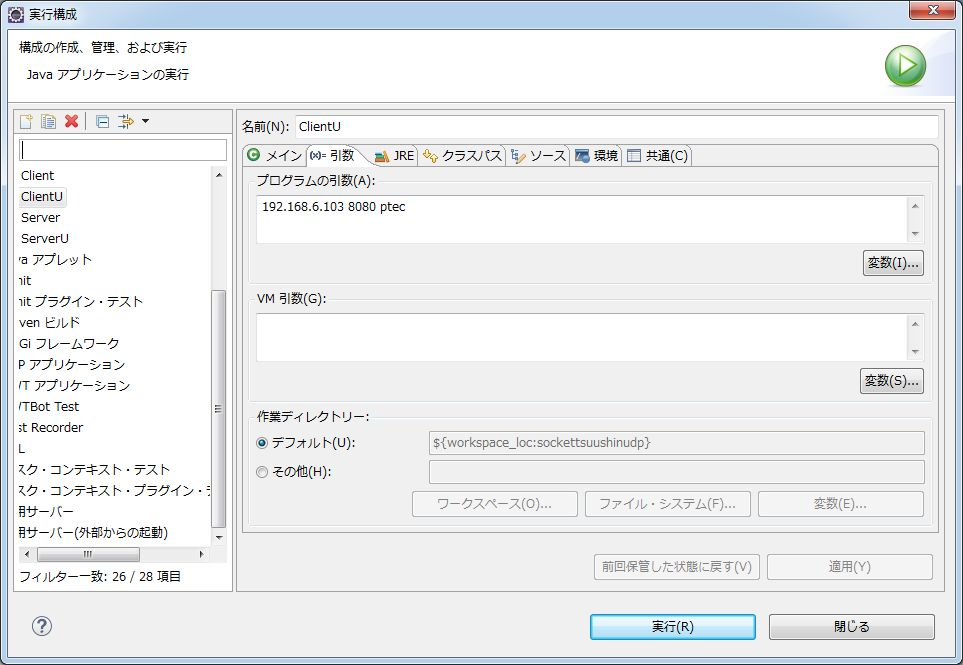 実行構成
構成の作成、管理、および実行
Java アプリケーションの実行
名前(N): ClientU
メイン (x)= 引数 JRE クラスパス ソース 環境 共通(C)
Client
ClientU
Server
ServerU
va アプレット
nit
nit プラグイン・テスト
ven ビルド
Gi フレームワーク
P アプリケーション
/T アプリケーション
/TBot Test
st Recorder
L
スク・コンテキスト・テスト
スク・コンテキスト・プラグイン・テ
用サーバー
用サーバー(外部からの起動)
フィルター一致: 26 / 28 項目
プログラムの引数(A):
192.168.6.103 8080 ptec
変数(I)...
VM 引数(G):
変数(S)...
作業ディレクトリー:
デフォルト(U): ${workspace_loc:sockettsuushinudp}
その他(H):
ワークスペース(O)... ファイル・システム(F)... 変数(E)...
前回保管した状態に戻す(V) 適用(Y)
実行(R) 閉じる